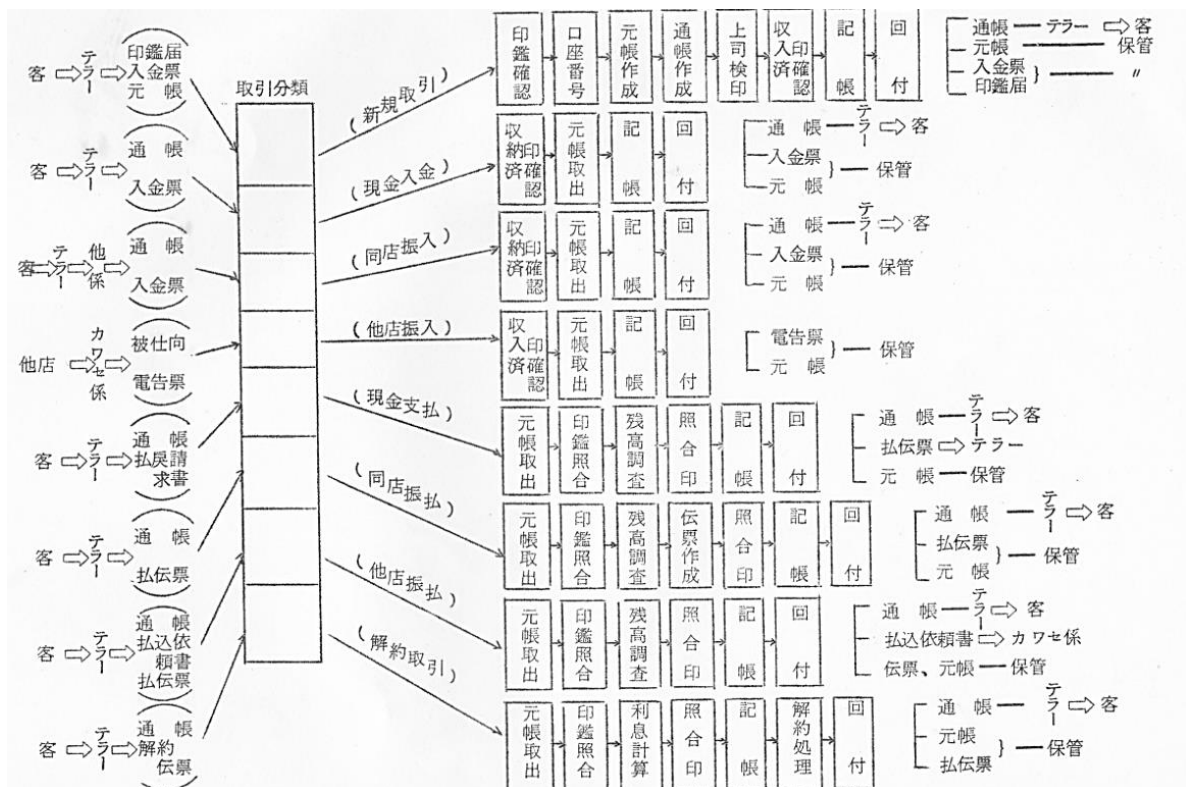 客 ⇨ テラー ⇨ 印鑑届 入金票 元帳
客 ⇨ テラー ⇨ 通帳 入金票
客 ⇨ テラー ⇨ 他係 ⇨ 通帳 入金票
他店 ⇨ カワセ係 ⇨ 被仕向 電告票
客 ⇨ テラー ⇨ 通帳 払戻請求書
客 ⇨ テラー ⇨ 通帳 払伝票
客 ⇨ テラー ⇨ 通帳 払込依頼書 払伝票
客 ⇨ テラー ⇨ 通帳 解約伝票
取引分類
(新規取引)
印鑑確認 → 口座番号 → 元帳作成 → 通帳作成 → 上司検印 → 収入済印確認 → 記帳 → 回付
通帳 ― テラー ⇨ 客
元帳 ― 保管
入金票
印鑑届 } ― 〃
(現金入金)
収納済印確認 → 元帳取出 → 記帳 → 回付
通帳 ― テラー ⇨ 客
入金票
元帳 } ― 保管
(同店振入)
収納済印確認 → 元帳取出 → 記帳 → 回付
通帳 ― テラー ⇨ 客
入金票
元帳 } ― 保管
(他店振入)
収入済印確認 → 元帳取出 → 記帳 → 回付
電告票
元帳 } ― 保管
(現金支払)
元帳取出 → 印鑑照合 → 残高調査 → 照合印 → 記帳 → 回付
通帳 ― テラー ⇨ 客
払伝票 ⇨ テラー
元帳 ― 保管
(同店振払)
元帳取出 → 印鑑照合 → 残高調査 → 伝票作成 → 照合印 → 記帳 → 回付
通帳 ― テラー ⇨ 客
払伝票
元帳 } ― 保管
(他店振払)
元帳取出 → 印鑑照合 → 残高調査 → 照合印 → 記帳 → 回付
通帳 ― テラー ⇨ 客
払込依頼書 ⇨ カワセ係
伝票、元帳 ― 保管
(解約取引)
元帳取出 → 印鑑照合 → 利息計算 → 照合印 → 記帳 → 解約処理 → 回付
通帳 ― テラー ⇨ 客
元帳
払伝票 } ― 保管